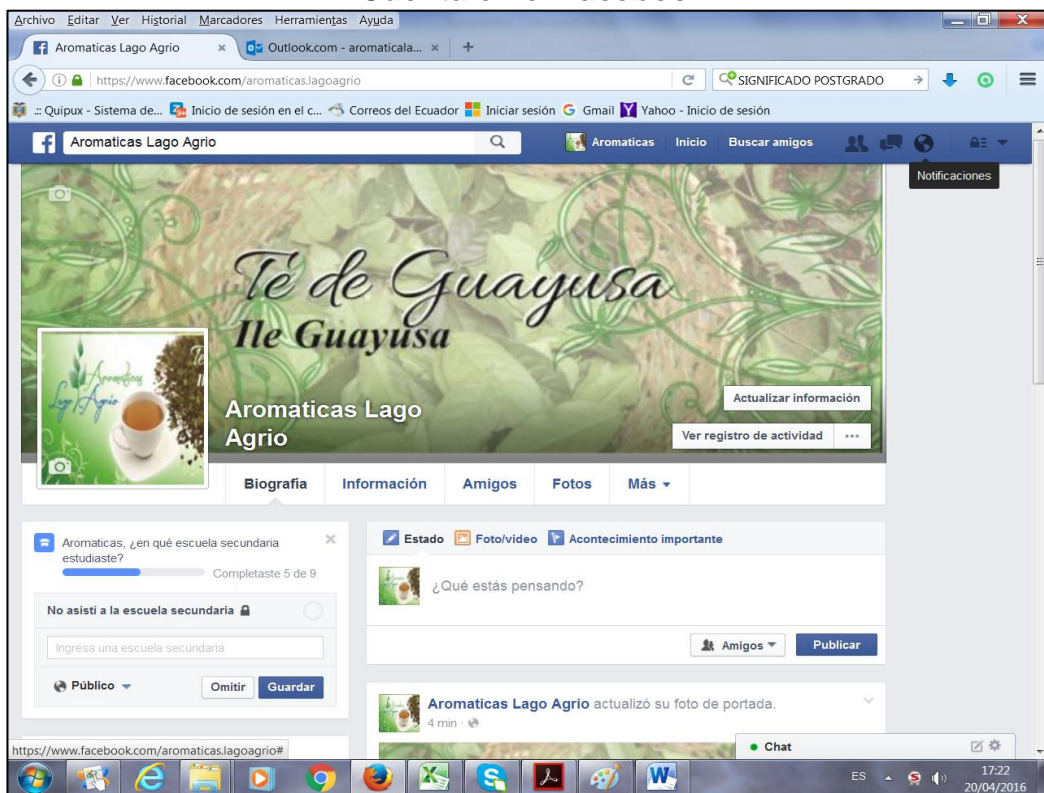 Archivo Editar Ver Historial Marcadores Herramientas Ayuda
Aromaticas Lago Agrio
Outlook.com - aromaticala...
https://www.facebook.com/aromaticas.lagoagrio
SIGNIFICADO POSTGRADO
.:: Quipux - Sistema de... Inicio de sesión en el c... Correos del Ecuador Iniciar sesión Gmail Yahoo - Inicio de sesión
Aromaticas Lago Agrio
Aromaticas Inicio Buscar amigos
Notificaciones
Té de Guayusa
Ile Guayusa
Aromaticas
Lago Agrio
Aromaticas Lago
Agrio
Actualizar información
Ver registro de actividad ...
Biografía Información Amigos Fotos Más
Aromaticas, ¿en qué escuela secundaria
estudiaste?
Completaste 5 de 9
No asistí a la escuela secundaria
Ingresa una escuela secundaria
Público Omitir Guardar
Estado Foto/video Acontecimiento importante
¿Qué estás pensando?
Amigos Publicar
Aromaticas Lago Agrio actualizó su foto de portada.
4 min ·
Chat
https://www.facebook.com/aromaticas.lagoagrio#
ES
17:22
20/04/2016